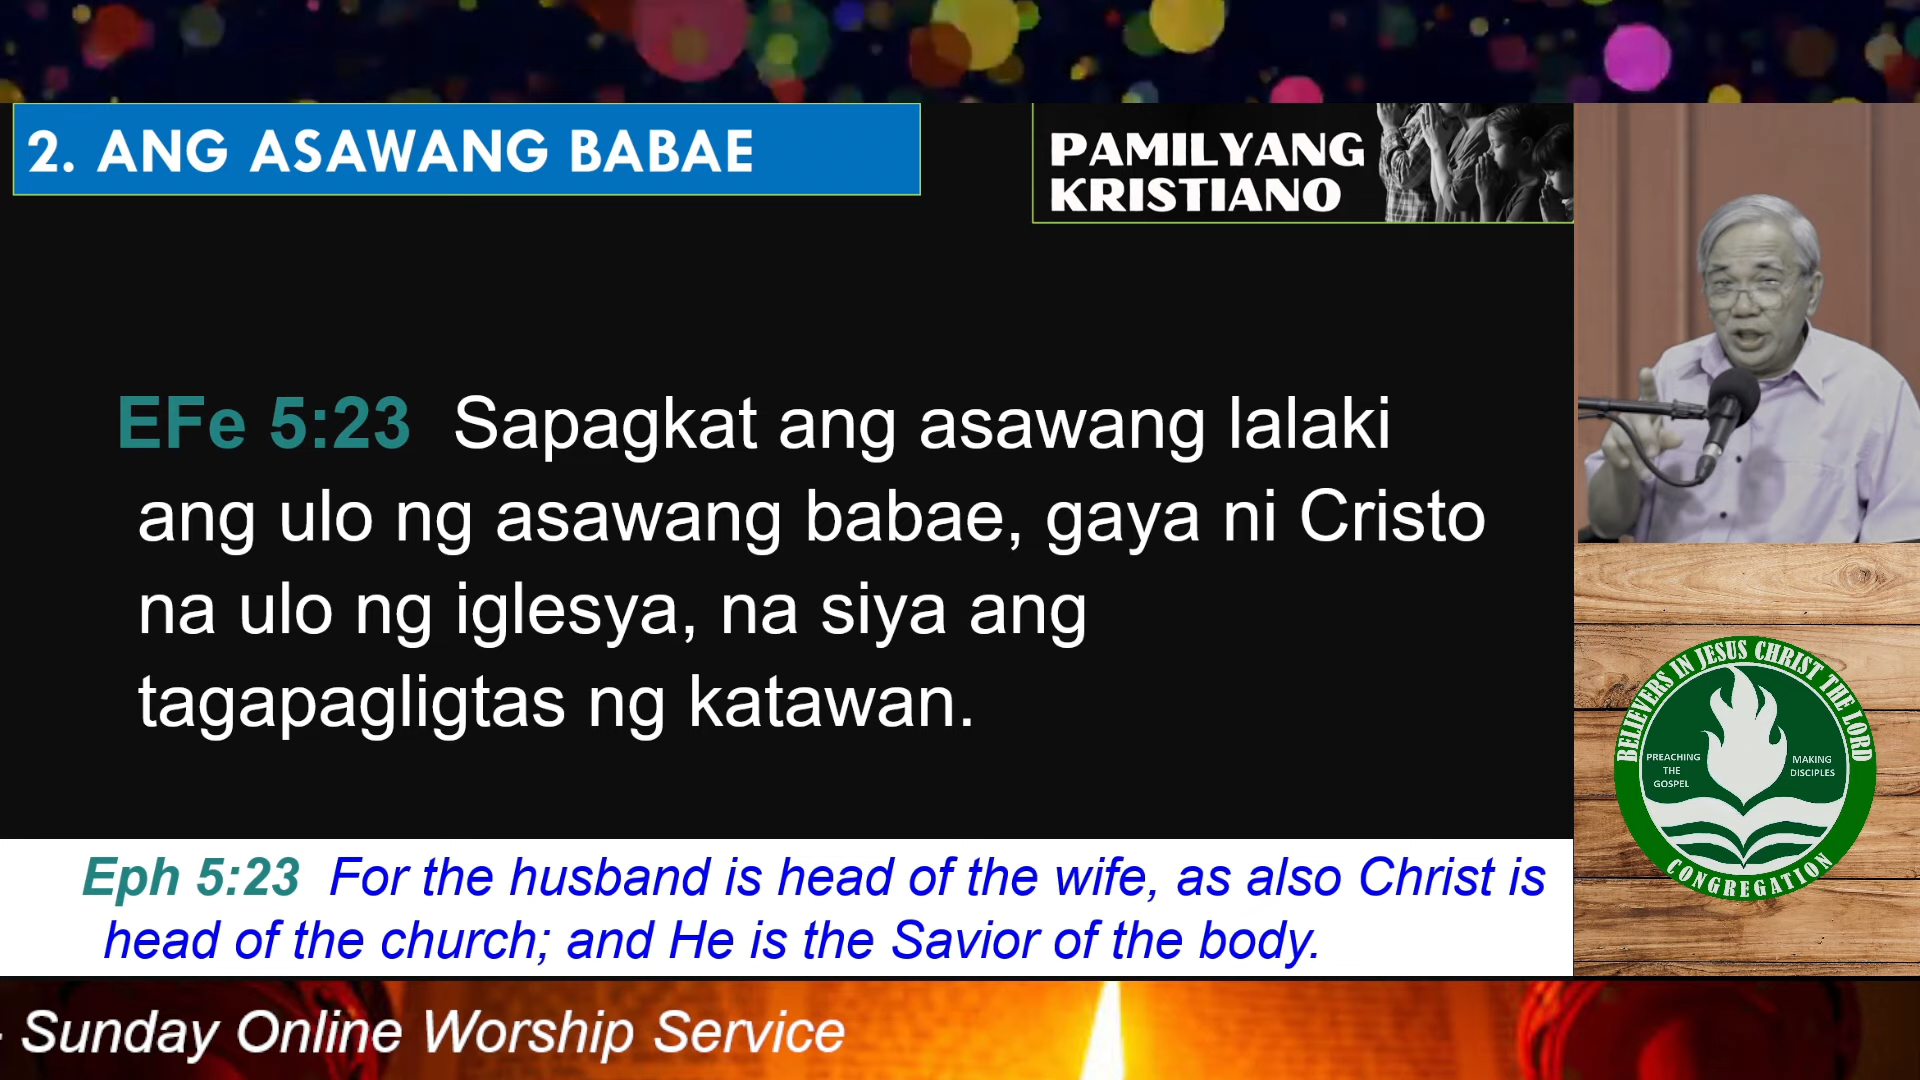 2. ANG ASAWANG BABAE
PAMILYANG
KRISTIANO
EFe 5:23 Sapagkat ang asawang lalaki
ang ulo ng asawang babae, gaya ni Cristo
na ulo ng iglesya, na siya ang
tagapagligtas ng katawan.
BELIEVERS IN JESUS CHRIST THE LORD
PREACHING
THE
GOSPEL
MAKING
DISCIPLES
CONGREGATION
Eph 5:23 For the husband is head of the wife, as also Christ is
head of the church; and He is the Savior of the body.
- Sunday Online Worship Service